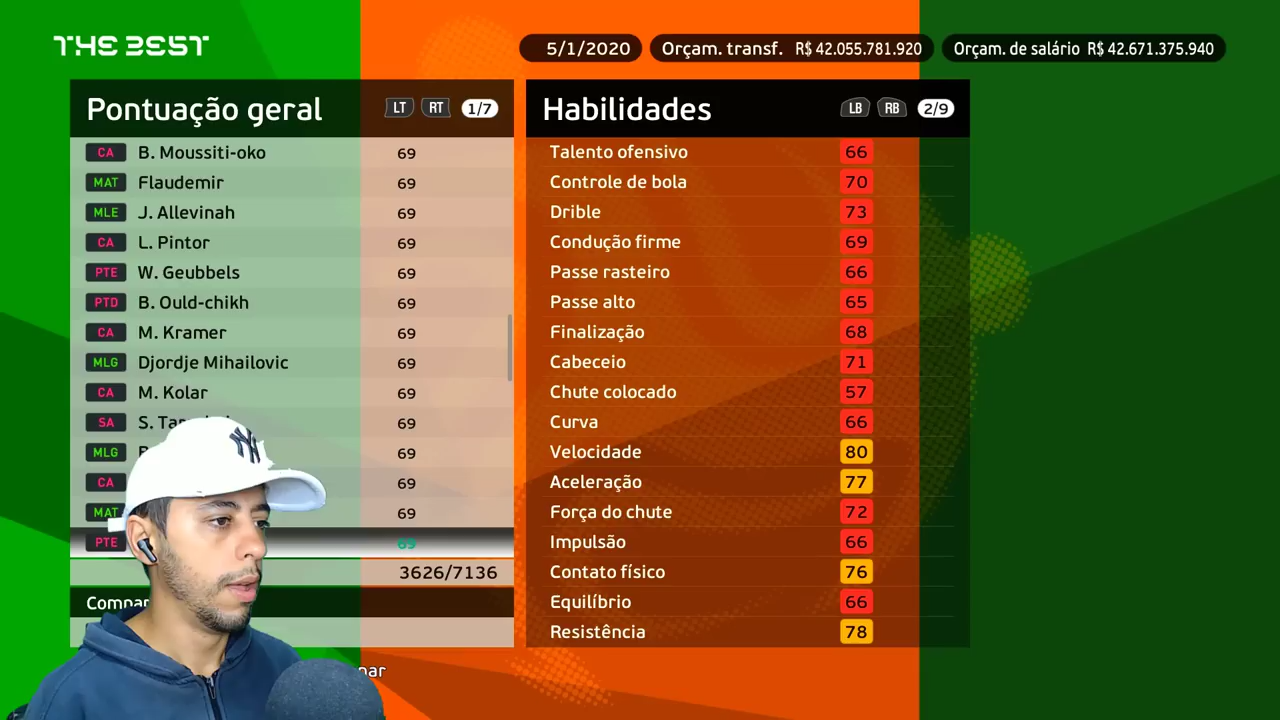 THE BEST
5/1/2020 Orçam. transf. R$ 42.055.781.920 Orçam. de salário R$ 42.671.375.940
Pontuação geral LT RT 1/7
CA B. Moussiti-oko 69
MAT Flaudemir 69
MLE J. Allevinah 69
CA L. Pintor 69
PTE W. Geubbels 69
PTD B. Ould-chikh 69
CA M. Kramer 69
MLG Djordje Mihailovic 69
CA M. Kolar 69
SA S. 69
MLG 69
CA 69
MAT 69
PTE 69
3626/7136
Habilidades LB RB 2/9
Talento ofensivo 66
Controle de bola 70
Drible 73
Condução firme 69
Passe rasteiro 66
Passe alto 65
Finalização 68
Cabeceio 71
Chute colocado 57
Curva 66
Velocidade 80
Aceleração 77
Força do chute 72
Impulsão 66
Contato físico 76
Equilíbrio 66
Resistência 78
NY